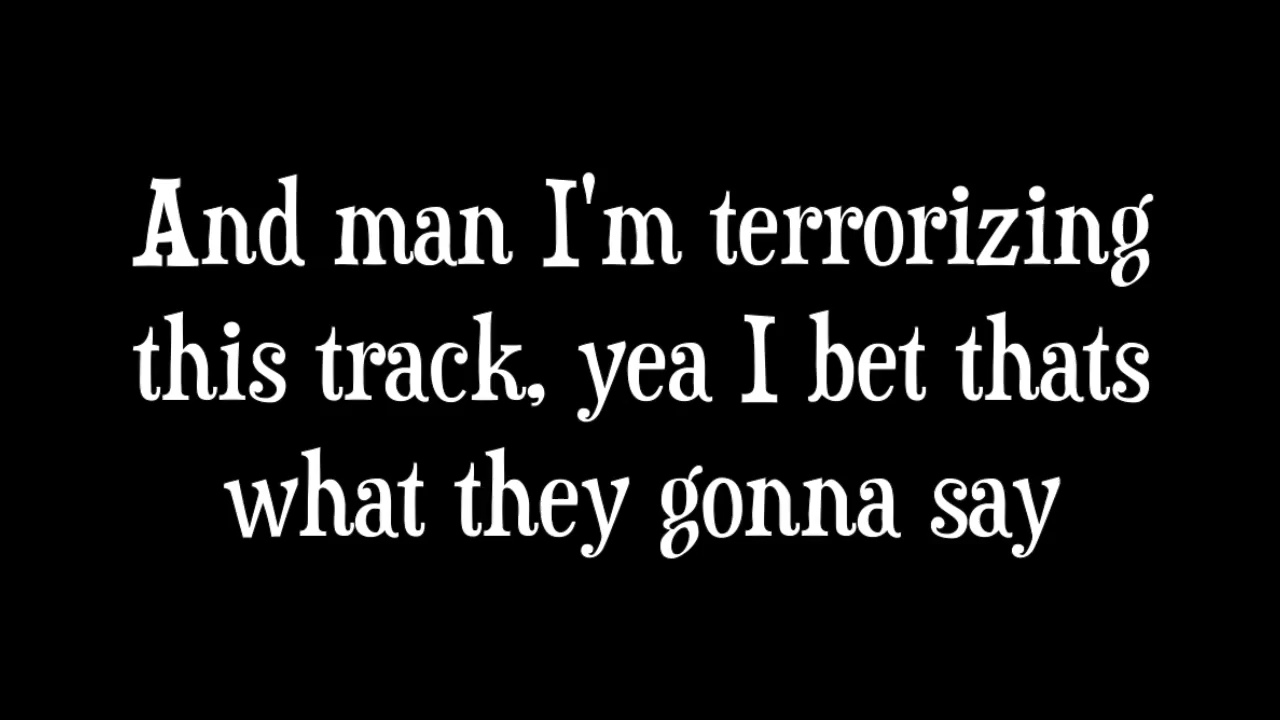 And man I'm terrorizing
this track, yea I bet thats
what they gonna say